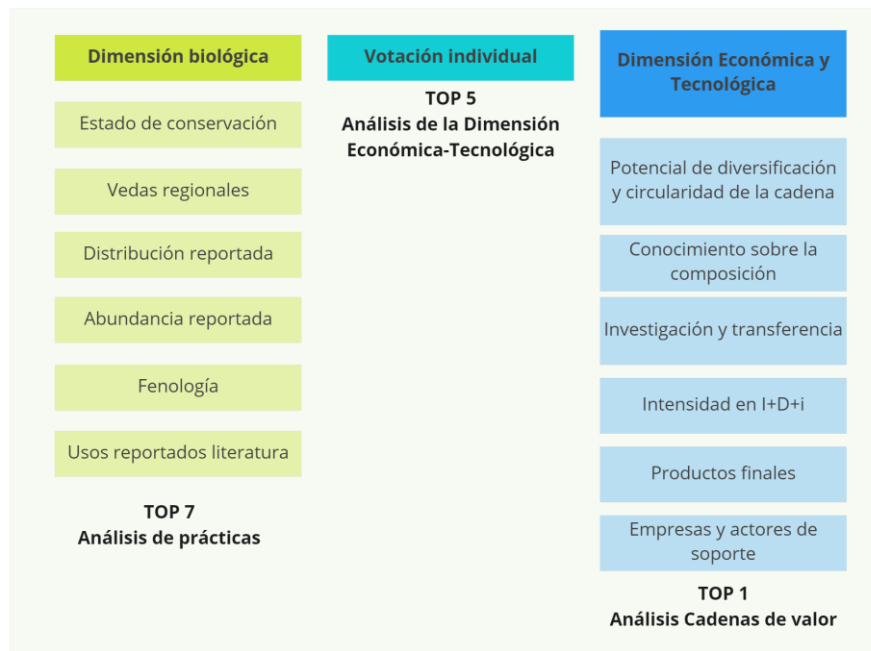 Dimensión biológica
Estado de conservación
Vedas regionales
Distribución reportada
Abundancia reportada
Fenología
Usos reportados literatura
TOP 7
Análisis de prácticas
Votación individual
TOP 5
Análisis de la Dimensión
Económica-Tecnológica
Dimensión Económica y
Tecnológica
Potencial de diversificación
y circularidad de la cadena
Conocimiento sobre la
composición
Investigación y transferencia
Intensidad en I+D+i
Productos finales
Empresas y actores de
soporte
TOP 1
Análisis Cadenas de valor